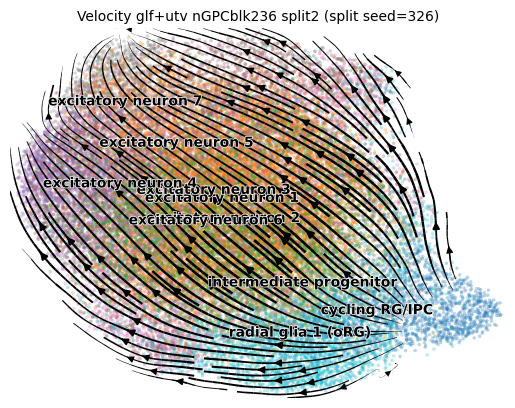 Velocity glf+utv nGPCblk236 split2 (split seed=326)
excitatory neuron 7
excitatory neuron 5
excitatory neuron 4
excitatory neuron 3
excitatory neuron 1
excitatory neuron 6
2
intermediate progenitor
cycling RG/IPC
radial glia 1 (oRG)